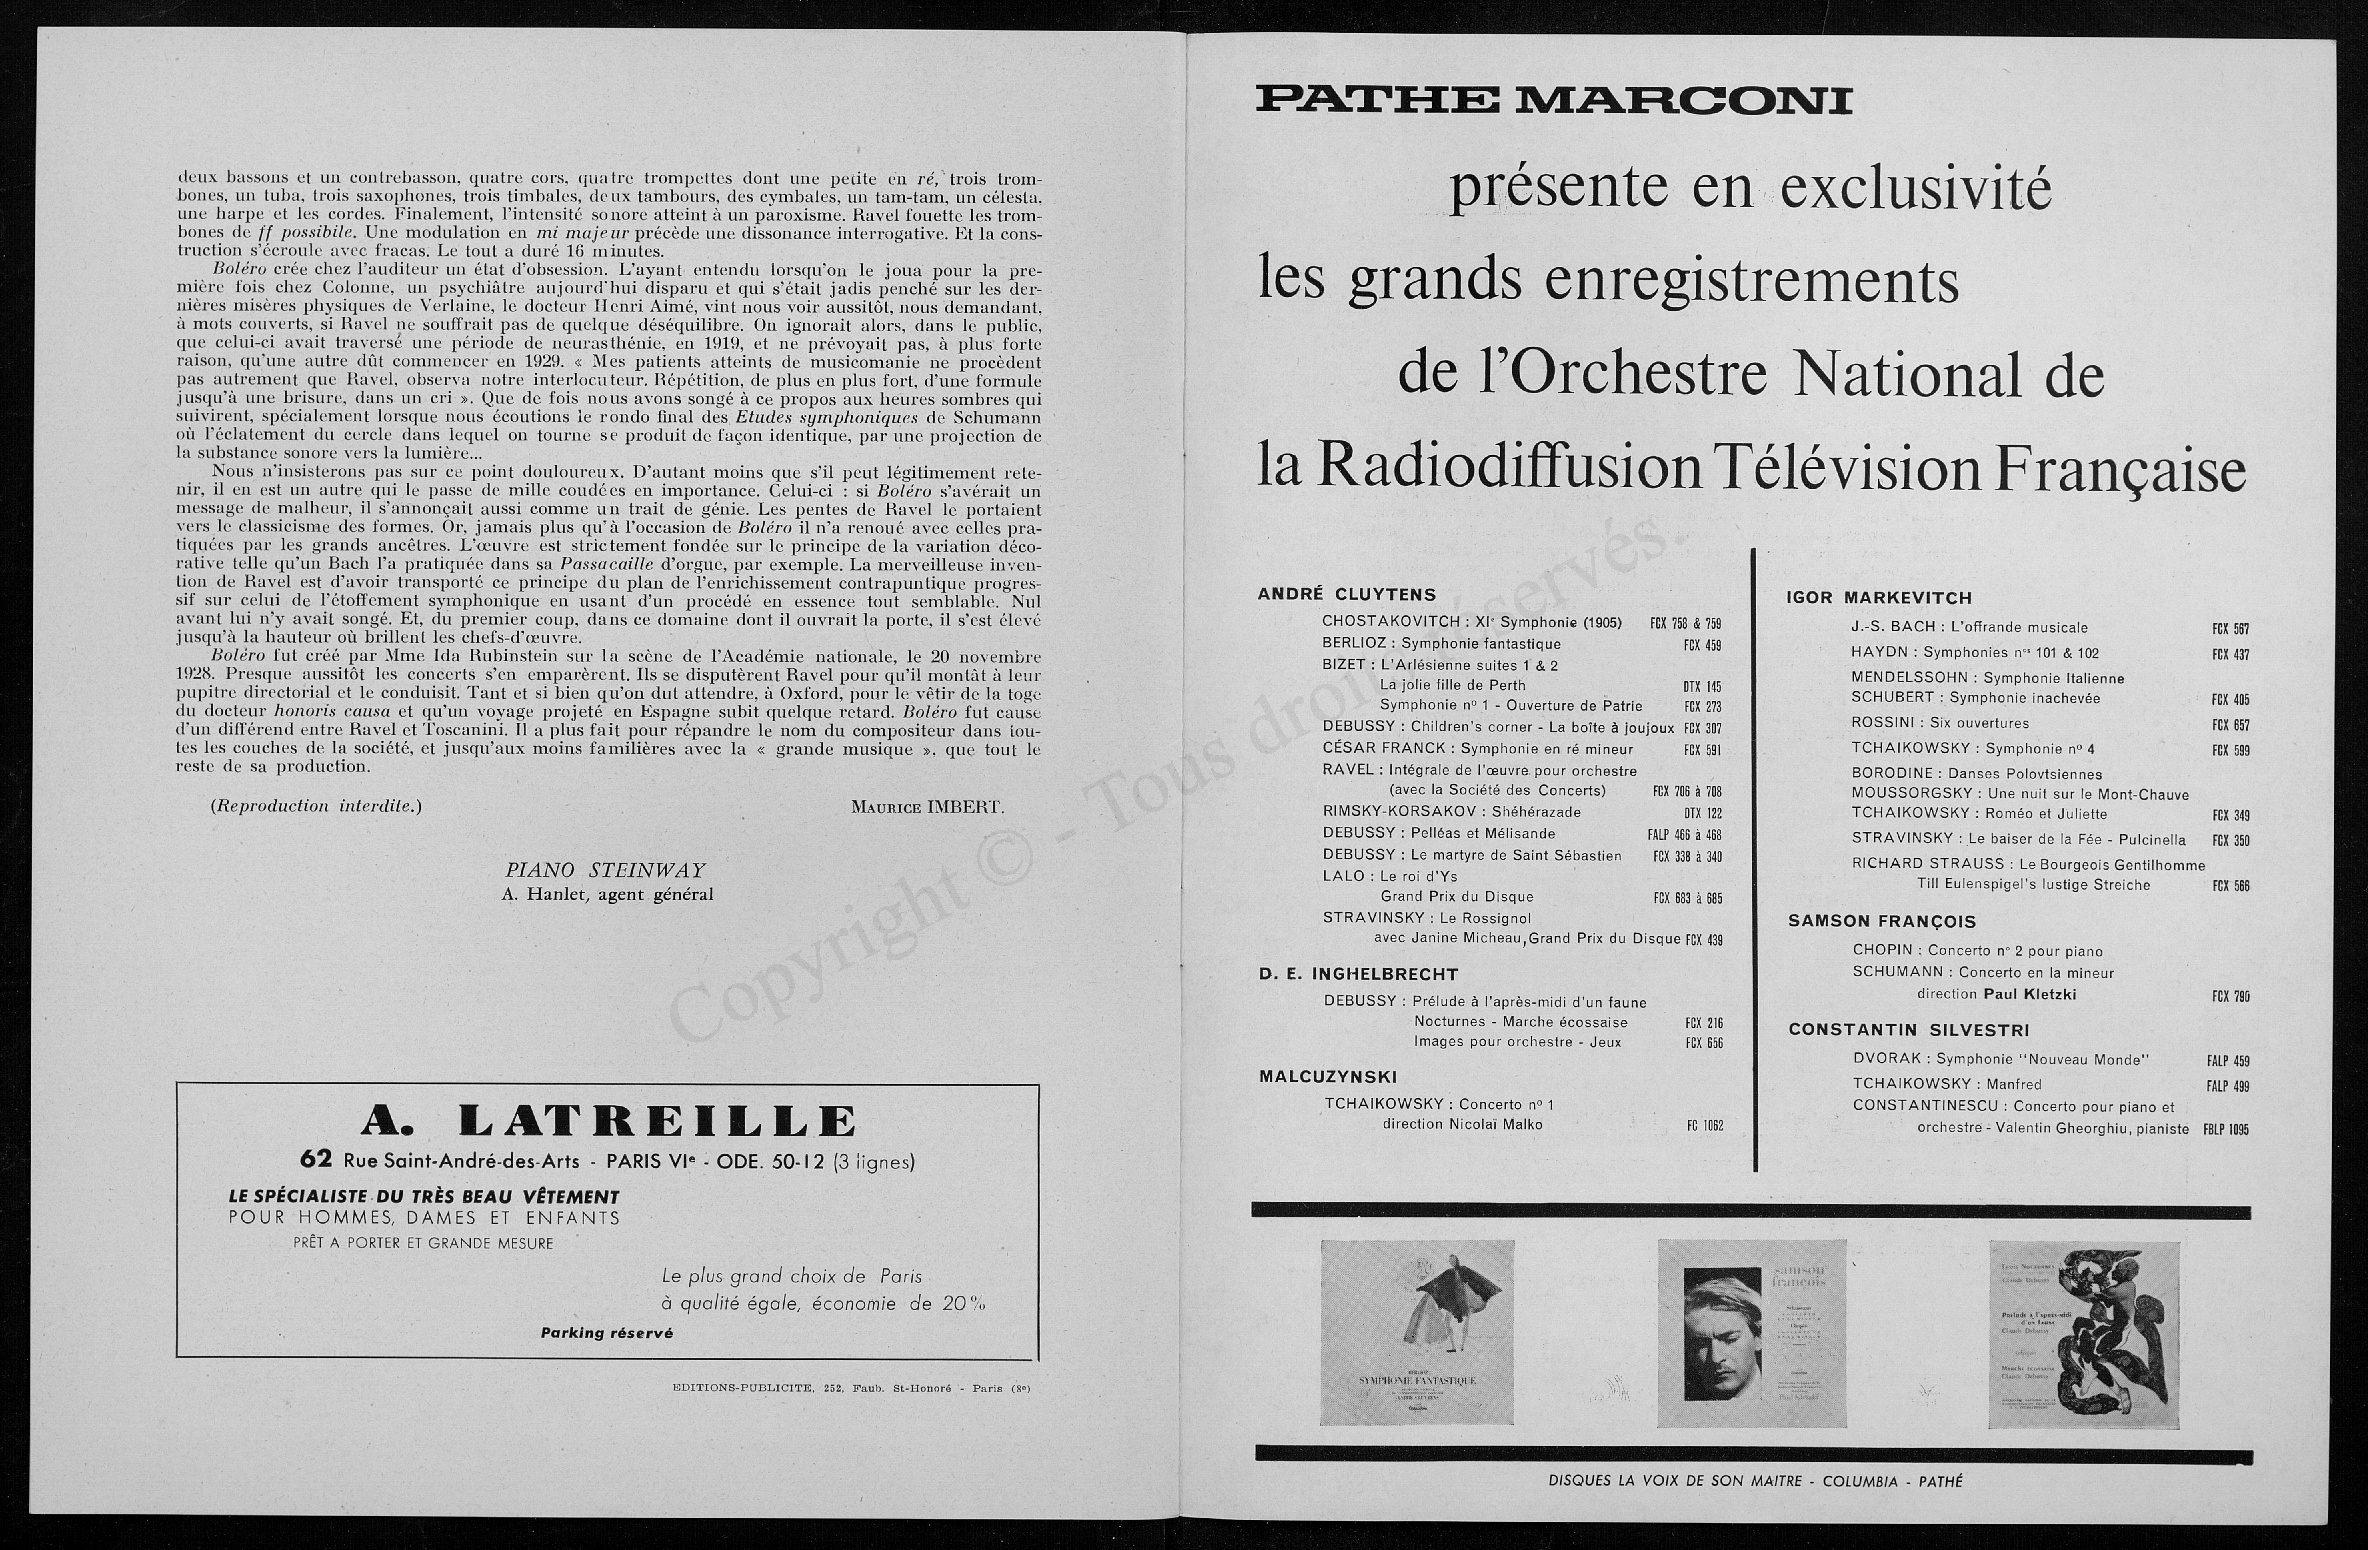 deux bassons et un contrebasson, quatre cors, quatre trompettes dont une petite en ré, trois trom-
bones, un tuba, trois saxophones, trois timbales, deux tambours, des cymbales, un tam-tam, un célesta,
une harpe et les cordes. Finalement, l'intensité sonore atteint à un paroxisme. Ravel fouette les trom-
bones de ff possibile. Une modulation en mi majeur précède une dissonance interrogative. Et la cons-
truction s'écroule avec fracas. Le tout a duré 16 minutes.
Boléro crée chez l'auditeur un état d'obsession. L'ayant entendu lorsqu'on le joua pour la pre-
mière fois chez Colonne, un psychiâtre aujourd'hui disparu et qui s'était jadis penché sur les der-
nières misères physiques de Verlaine, le docteur Henri Aimé, vint nous voir aussitôt, nous demandant,
à mots couverts, si Ravel ne souffrait pas de quelque déséquilibre. On ignorait alors, dans le public,
que celui-ci avait traversé une période de neurasthénie, en 1919, et ne prévoyait pas, à plus forte
raison, qu'une autre dût commencer en 1929. « Mes patients atteints de musicomanie ne procèdent
pas autrement que Ravel, observa notre interlocuteur. Répétition, de plus en plus fort, d'une formule
jusqu'à une brisure, dans un cri ». Que de fois nous avons songé à ce propos aux heures sombres qui
suivirent, spécialement lorsque nous écoutions le rondo final des Etudes symphoniques de Schumann
où l'éclatement du cercle dans lequel on tourne se produit de façon identique, par une projection de
la substance sonore vers la lumière...
Nous n'insisterons pas sur ce point douloureux. D'autant moins que s'il peut légitimement rete-
nir, il en est un autre qui le passe de mille coudées en importance. Celui-ci : si Boléro s'avérait un
message de malheur, il s'annonçait aussi comme un trait de génie. Les pentes de Ravel le portaient
vers le classicisme des formes. Or, jamais plus qu'à l'occasion de Boléro il n'a renoué avec celles pra-
tiquées par les grands ancêtres. L'œuvre est strictement fondée sur le principe de la variation déco-
rative telle qu'un Bach l'a pratiquée dans sa Passacaille d'orgue, par exemple. La merveilleuse inven-
tion de Ravel est d'avoir transporté ce principe du plan de l'enrichissement contrapuntique progres-
sif sur celui de l'étoffement symphonique en usant d'un procédé en essence tout semblable. Nul
avant lui n'y avait songé. Et, du premier coup, dans ce domaine dont il ouvrait la porte, il s'est élevé
jusqu'à la hauteur où brillent les chefs-d'œuvre.
Boléro fut créé par Mme Ida Rubinstein sur la scène de l'Académie nationale, le 20 novembre
1928. Presque aussitôt les concerts s'en emparèrent. Ils se disputèrent Ravel pour qu'il montât à leur
pupitre directorial et le conduisit. Tant et si bien qu'on dut attendre, à Oxford, pour le vêtir de la toge
du docteur honoris causa et qu'un voyage projeté en Espagne subit quelque retard. Boléro fut cause
d'un différend entre Ravel et Toscanini. Il a plus fait pour répandre le nom du compositeur dans tou-
tes les couches de la société, et jusqu'aux moins familières avec la « grande musique », que tout le
reste de sa production.
(Reproduction interdite.) MAURICE IMBERT.
PIANO STEINWAY
A. Hanlet, agent général
A. LATREILLE
62 Rue Saint-André-des-Arts - PARIS VIe - ODE. 50-12 (3 lignes)
LE SPÉCIALISTE DU TRÈS BEAU VÊTEMENT
POUR HOMMES, DAMES ET ENFANTS
PRÊT A PORTER ET GRANDE MESURE
Le plus grand choix de Paris
à qualité égale, économie de 20 %
Parking réservé
EDITIONS-PUBLICITE, 252, Faub. St-Honoré - Paris (8e)
PATHE MARCONI
présente en exclusivité
les grands enregistrements
de l'Orchestre National de
la Radiodiffusion Télévision Française
ANDRÉ CLUYTENS
CHOSTAKOVITCH : XIe Symphonie (1905) FCX 758 & 759
BERLIOZ : Symphonie fantastique FCX 459
BIZET : L'Arlésienne suites 1 & 2
La jolie fille de Perth DTX 145
Symphonie no 1 - Ouverture de Patrie FCX 273
DEBUSSY : Children's corner - La boîte à joujoux FCX 307
CÉSAR FRANCK : Symphonie en ré mineur FCX 591
RAVEL : Intégrale de l'œuvre pour orchestre
(avec la Société des Concerts) FCX 706 à 708
RIMSKY-KORSAKOV : Shéhérazade DTX 122
DEBUSSY : Pelléas et Mélisande FALP 466 à 468
DEBUSSY : Le martyre de Saint Sébastien FCX 338 à 340
LALO : Le roi d'Ys
Grand Prix du Disque FCX 683 à 685
STRAVINSKY : Le Rossignol
avec Janine Micheau, Grand Prix du Disque FCX 439
D. E. INGHELBRECHT
DEBUSSY : Prélude à l'après-midi d'un faune
Nocturnes - Marche écossaise FCX 216
Images pour orchestre - Jeux FCX 656
MALCUZYNSKI
TCHAIKOWSKY : Concerto no 1
direction Nicolaï Malko FC 1062
IGOR MARKEVITCH
J.-S. BACH : L'offrande musicale FCX 567
HAYDN : Symphonies nos 101 & 102 FCX 437
MENDELSSOHN : Symphonie Italienne
SCHUBERT : Symphonie inachevée FCX 405
ROSSINI : Six ouvertures FCX 657
TCHAIKOWSKY : Symphonie no 4 FCX 599
BORODINE : Danses Polovtsiennes
MOUSSORGSKY : Une nuit sur le Mont-Chauve
TCHAIKOWSKY : Roméo et Juliette FCX 349
STRAVINSKY : Le baiser de la Fée - Pulcinella FCX 350
RICHARD STRAUSS : Le Bourgeois Gentilhomme
Till Eulenspigel's lustige Streiche FCX 566
SAMSON FRANÇOIS
CHOPIN : Concerto no 2 pour piano
SCHUMANN : Concerto en la mineur
direction Paul Kletzki FCX 790
CONSTANTIN SILVESTRI
DVORAK : Symphonie "Nouveau Monde" FALP 459
TCHAIKOWSKY : Manfred FALP 499
CONSTANTINESCU : Concerto pour piano et
orchestre - Valentin Gheorghiu, pianiste FBLP 1095
SYMPHONIE FANTASTIQUE
samson
françois
Prélude à l'après-midi
d'un faune
Claude Debussy
DISQUES LA VOIX DE SON MAITRE - COLUMBIA - PATHÉ
Copyright © - Tous droits réservés.